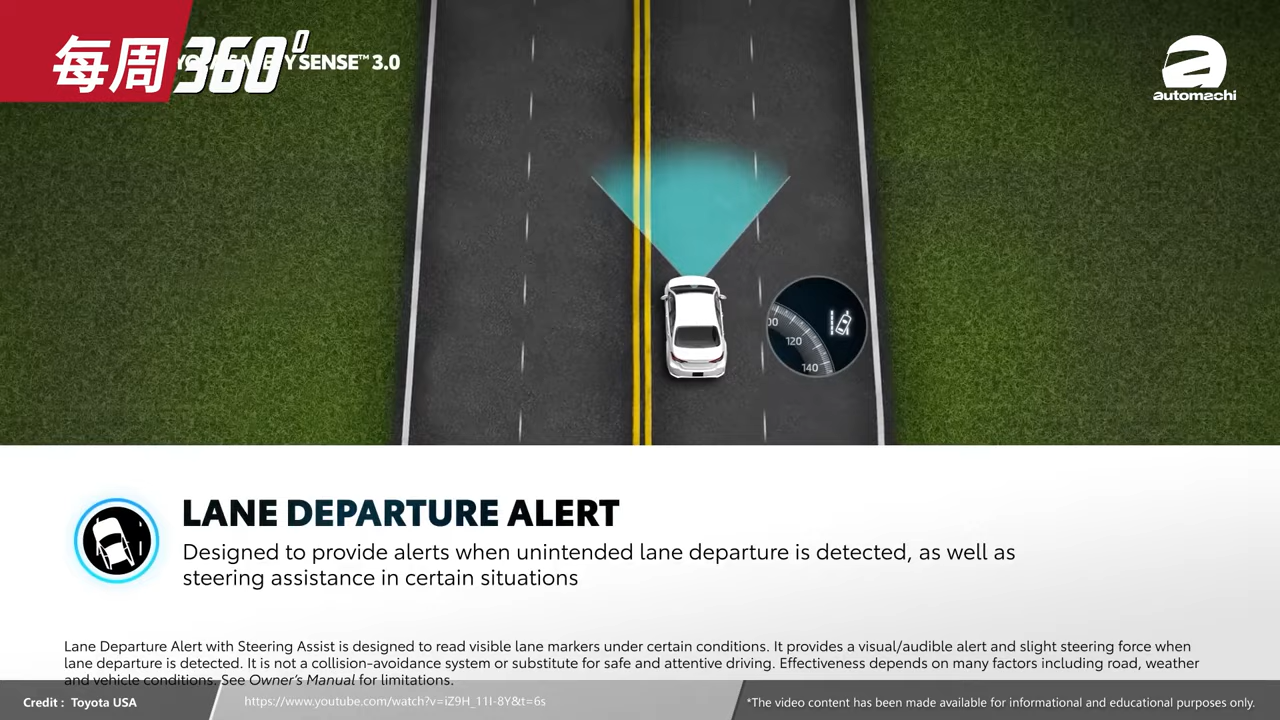 每周360°
SENSE™ 3.0
automachi
00
120
140
LANE DEPARTURE ALERT
Designed to provide alerts when unintended lane departure is detected, as well as
steering assistance in certain situations
Lane Departure Alert with Steering Assist is designed to read visible lane markers under certain conditions. It provides a visual/audible alert and slight steering force when
lane departure is detected. It is not a collision-avoidance system or substitute for safe and attentive driving. Effectiveness depends on many factors including road, weather
and vehicle conditions. See Owner's Manual for limitations.
Credit : Toyota USA
https://www.youtube.com/watch?v=iZ9H_11I-8Y&t=6s
*The video content has been made available for informational and educational purposes only.